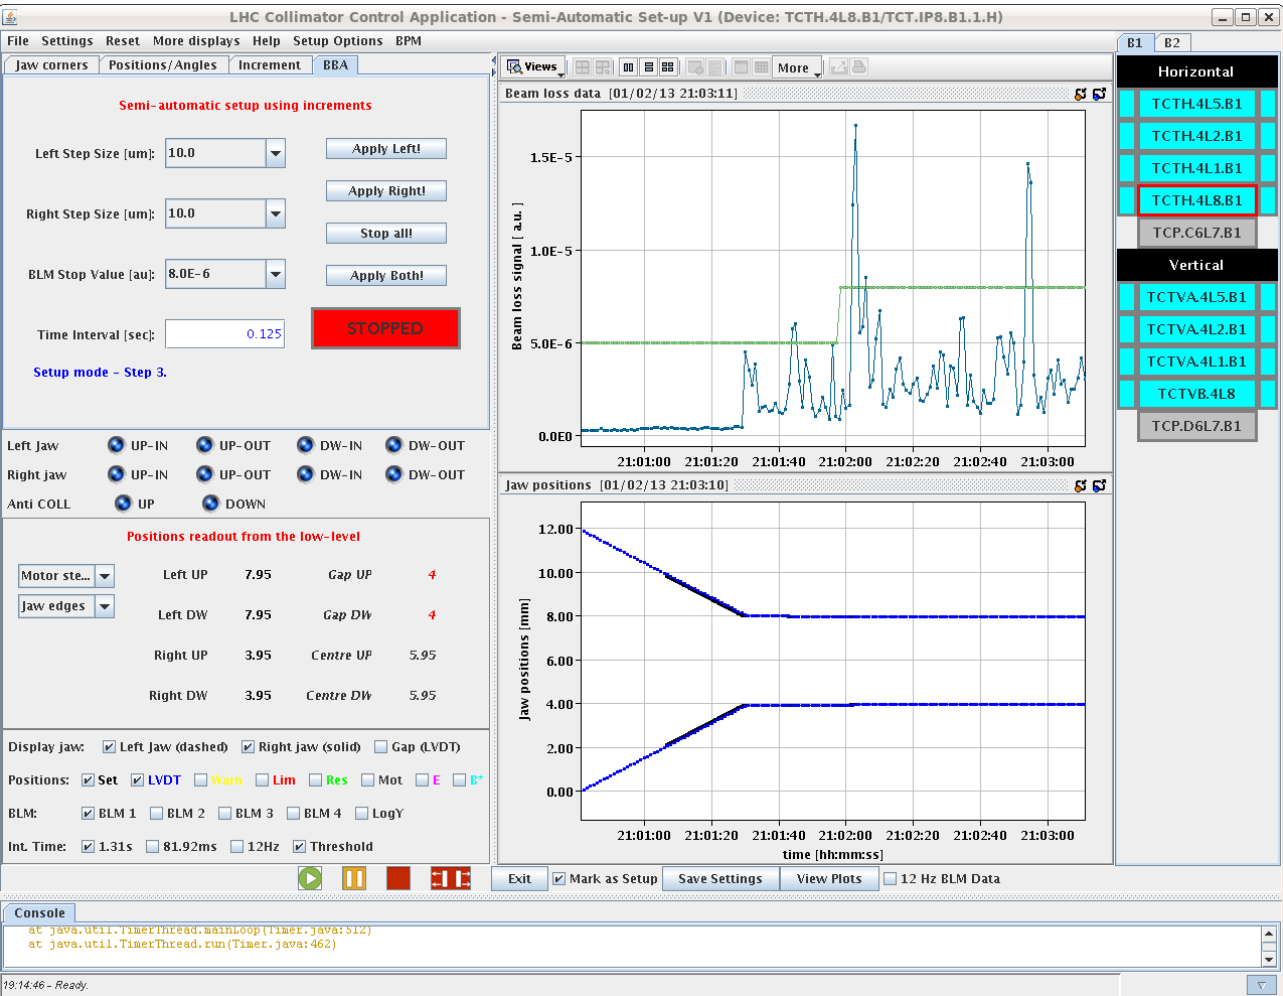 LHC Collimator Control Application - Semi-Automatic Set-up V1 (Device: TCTH.4L8.B1/TCT.IP8.B1.1.H)
File Settings Reset More displays Help Setup Options BPM
Jaw corners Positions/Angles Increment BBA
Semi-automatic setup using increments
Left Step Size [um]: 10.0 Apply Left!
Apply Right!
Right Step Size [um]: 10.0
Stop all!
BLM Stop Value [au]: 8.0E-6 Apply Both!
Time Interval [sec]: 0.125 STOPPED
Setup mode - Step 3.
Left Jaw UP-IN UP-OUT DW-IN DW-OUT
Right jaw UP-IN UP-OUT DW-IN DW-OUT
Anti COLL UP DOWN
Positions readout from the low-level
Motor ste... Left UP 7.95 Gap UP 4
Jaw edges Left DW 7.95 Gap DW 4
Right UP 3.95 Centre UP 5.95
Right DW 3.95 Centre DW 5.95
Display jaw: Left Jaw (dashed) Right jaw (solid) Gap (LVDT)
Positions: Set LVDT Warn Lim Res Mot E B*
BLM: BLM 1 BLM 2 BLM 3 BLM 4 LogY
Int. Time: 1.31s 81.92ms 12Hz Threshold
Views More
Beam loss data [01/02/13 21:03:11]
Beam loss signal [ a.u. ]
1.5E-5
1.0E-5
5.0E-6
0.0E0
21:01:00 21:01:20 21:01:40 21:02:00 21:02:20 21:02:40 21:03:00
Jaw positions [01/02/13 21:03:10]
Jaw positions [mm]
12.00
10.00
8.00
6.00
4.00
2.00
0.00
21:01:00 21:01:20 21:01:40 21:02:00 21:02:20 21:02:40 21:03:00
time [hh:mm:ss]
B1 B2
Horizontal
TCTH.4L5.B1
TCTH.4L2.B1
TCTH.4L1.B1
TCTH.4L8.B1
TCP.C6L7.B1
Vertical
TCTVA.4L5.B1
TCTVA.4L2.B1
TCTVA.4L1.B1
TCTVB.4L8
TCP.D6L7.B1
Exit Mark as Setup Save Settings View Plots 12 Hz BLM Data
Console
at java.util.TimerThread.mainLoop(Timer.java:512)
at java.util.TimerThread.run(Timer.java:462)
19:14:46 - Ready.